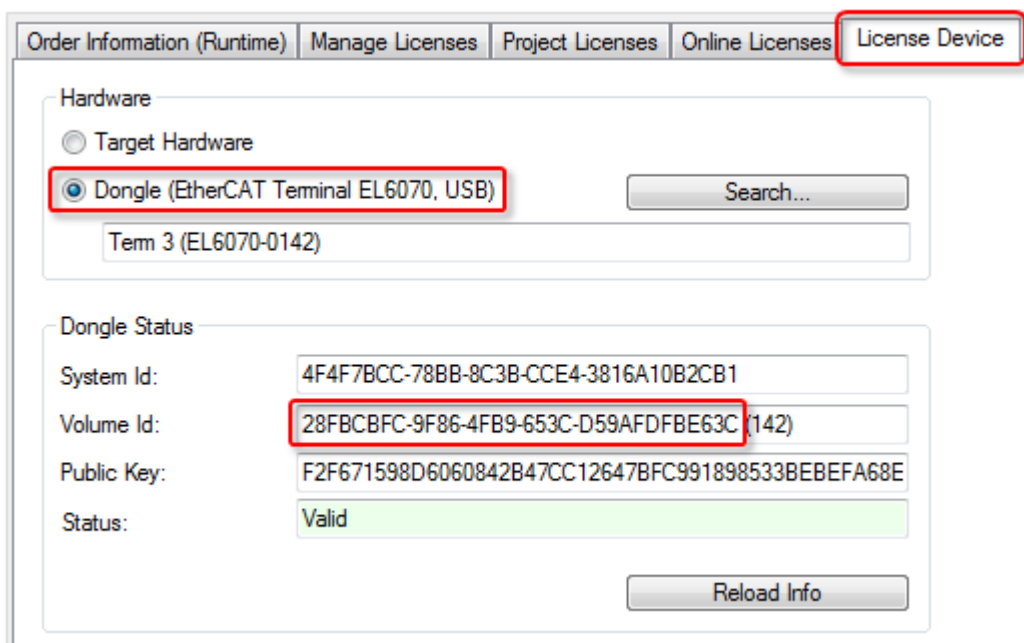 Order Information (Runtime) Manage Licenses Project Licenses Online Licenses License Device
Hardware
Target Hardware
Dongle (EtherCAT Terminal EL6070, USB) Search...
Term 3 (EL6070-0142)
Dongle Status
System Id: 4F4F7BCC-78BB-8C3B-CCE4-3816A10B2CB1
Volume Id: 28FBCBFC-9F86-4FB9-653C-D59AFDFBE63C (142)
Public Key: F2F671598D6060842B47CC12647BFC991898533BEBEFA68E
Status: Valid
Reload Info